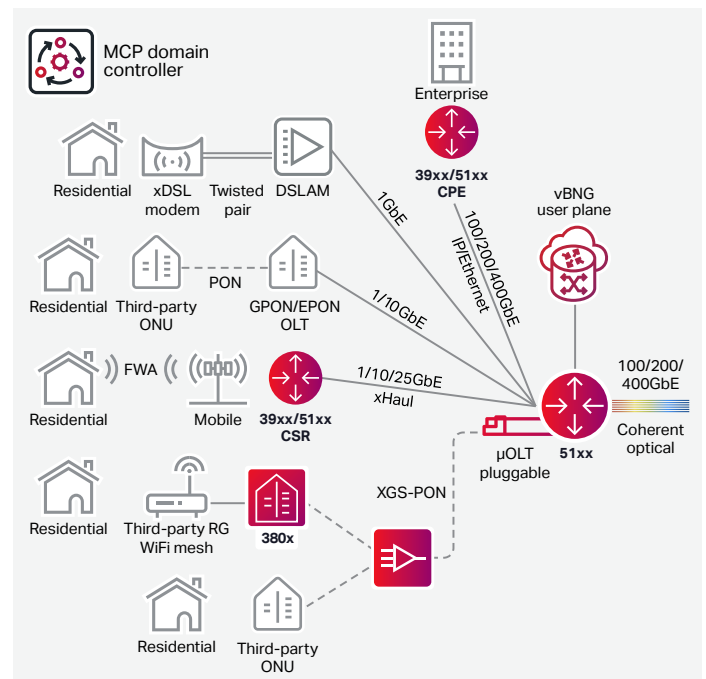 MCP domain
controller
Enterprise
39xx/51xx
CPE
Residential
xDSL
modem
Twisted
pair
DSLAM
1GbE
100/200/400GbE
IP/Ethernet
vBNG
user plane
Residential
Third-party
ONU
PON
GPON/EPON
OLT
1/10GbE
FWA
Residential
Mobile
39xx/51xx
CSR
1/10/25GbE
xHaul
100/200/
400GbE
Coherent
optical
51xx
µOLT
pluggable
XGS-PON
Residential
Third-party RG
WiFi mesh
380x
Residential
Third-party
ONU